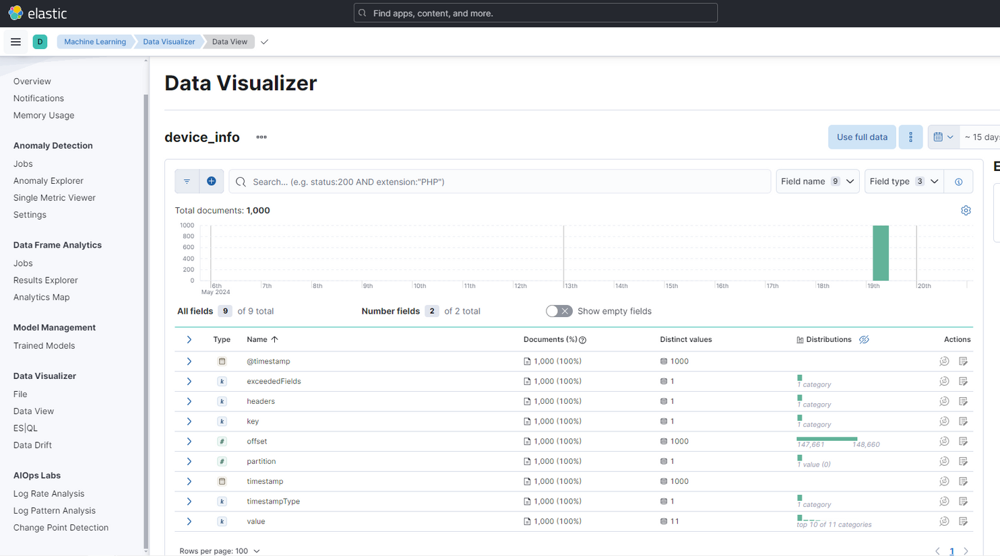 elastic
Find apps, content, and more.
D
Machine Learning
Data Visualizer
Data View
Overview
Notifications
Memory Usage
Anomaly Detection
Jobs
Anomaly Explorer
Single Metric Viewer
Settings
Data Frame Analytics
Jobs
Results Explorer
Analytics Map
Model Management
Trained Models
Data Visualizer
File
Data View
ES|QL
Data Drift
AIOps Labs
Log Rate Analysis
Log Pattern Analysis
Change Point Detection
Data Visualizer
device_info
Use full data
~ 15 days
Search... (e.g. status:200 AND extension:"PHP")
Field name 9
Field type 3
Total documents: 1,000
1000
800
600
400
200
0
6th 7th 8th 9th 10th 11th 12th 13th 14th 15th 16th 17th 18th 19th 20th
May 2024
All fields 9 of 9 total
Number fields 2 of 2 total
Show empty fields
Type Name Documents (%) Distinct values Distributions Actions
@timestamp 1,000 (100%) 1000
k exceededFields 1,000 (100%) 1
1 category
k headers 1,000 (100%) 1
1 category
k key 1,000 (100%) 1
1 category
# offset 1,000 (100%) 1000
147,661 148,660
# partition 1,000 (100%) 1
1 value (0)
timestamp 1,000 (100%) 1000
k timestampType 1,000 (100%) 1
1 category
k value 1,000 (100%) 11
top 10 of 11 categories
Rows per page: 100
1